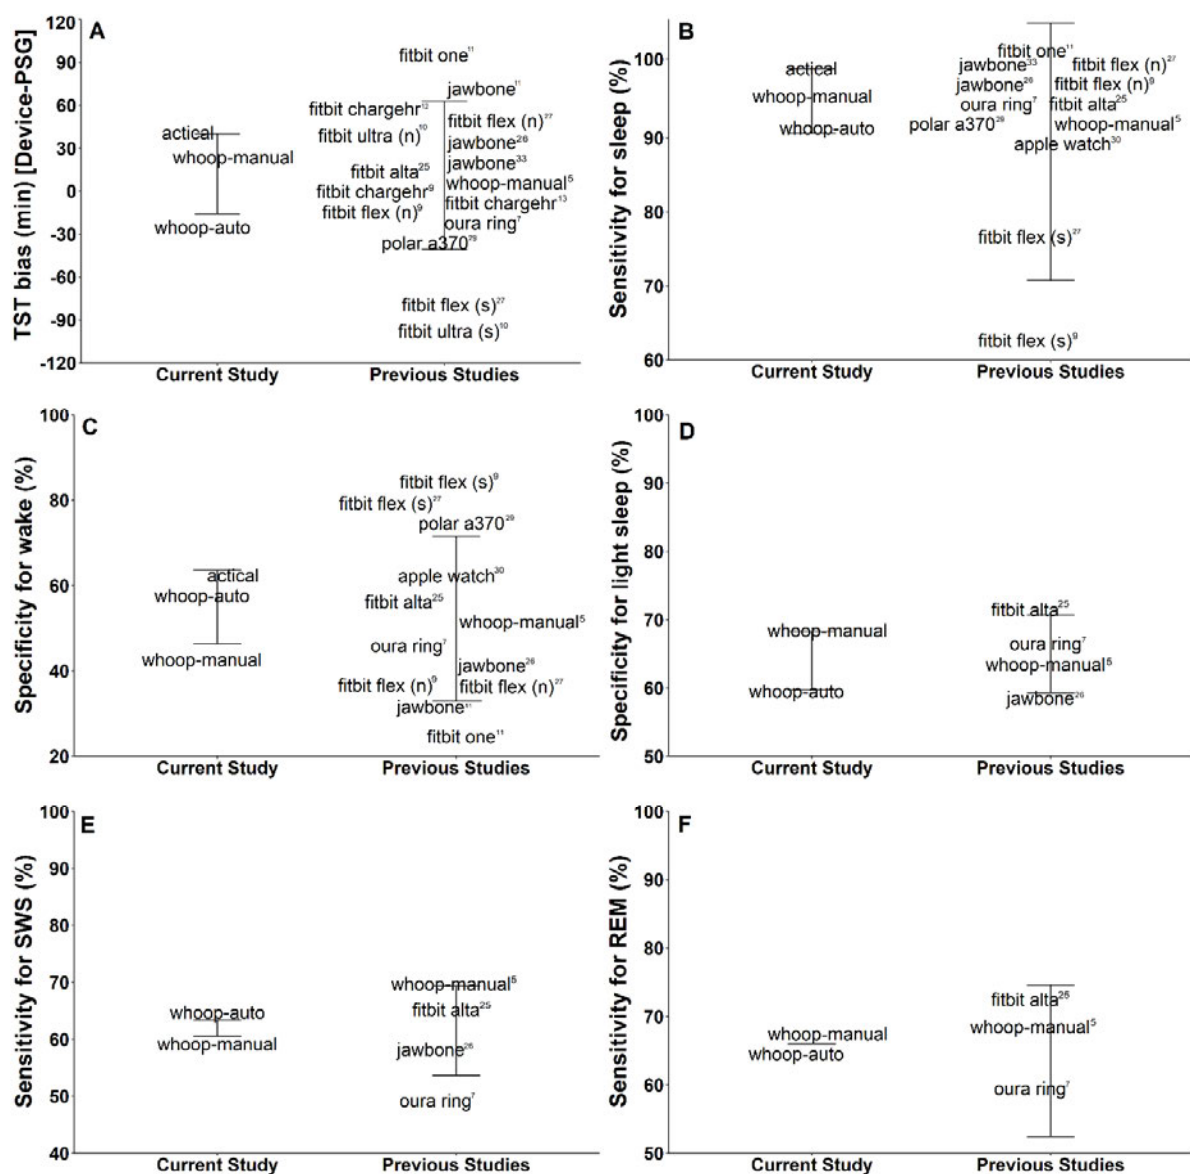 A
TST bias (min) [Device-PSG]
120
90
60
30
0
-30
-60
-90
-120
fitbit one¹¹
jawbone¹¹
fitbit chargehr¹²
fitbit flex (n)²⁷
actical
fitbit ultra (n)¹⁰
jawbone²⁶
whoop-manual
jawbone³³
fitbit alta²⁵
whoop-manual⁵
fitbit chargehr⁹
fitbit chargehr¹³
fitbit flex (n)⁹
oura ring⁷
whoop-auto
polar a370²⁹
fitbit flex (s)²⁷
fitbit ultra (s)¹⁰
Current Study
Previous Studies
B
Sensitivity for sleep (%)
100
90
80
70
60
fitbit one¹¹
actical
jawbone³³
fitbit flex (n)²⁷
jawbone²⁶
fitbit flex (n)⁹
whoop-manual
oura ring⁷
fitbit alta²⁵
whoop-auto
polar a370²⁹
whoop-manual⁵
apple watch³⁰
fitbit flex (s)²⁷
fitbit flex (s)⁹
Current Study
Previous Studies
C
Specificity for wake (%)
100
80
60
40
20
fitbit flex (s)⁹
fitbit flex (s)²⁷
polar a370²⁹
actical
apple watch³⁰
whoop-auto
fitbit alta²⁵
whoop-manual⁵
oura ring⁷
whoop-manual
jawbone²⁶
fitbit flex (n)⁹
fitbit flex (n)²⁷
jawbone¹¹
fitbit one¹¹
Current Study
Previous Studies
D
Specificity for light sleep (%)
100
90
80
70
60
50
fitbit alta²⁵
whoop-manual
oura ring⁷
whoop-manual⁵
whoop-auto
jawbone²⁶
Current Study
Previous Studies
E
Sensitivity for SWS (%)
100
90
80
70
60
50
40
whoop-manual⁵
whoop-auto
fitbit alta²⁵
whoop-manual
jawbone²⁶
oura ring⁷
Current Study
Previous Studies
F
Sensitivity for REM (%)
100
90
80
70
60
50
fitbit alta²⁵
whoop-manual
whoop-manual⁵
whoop-auto
oura ring⁷
Current Study
Previous Studies